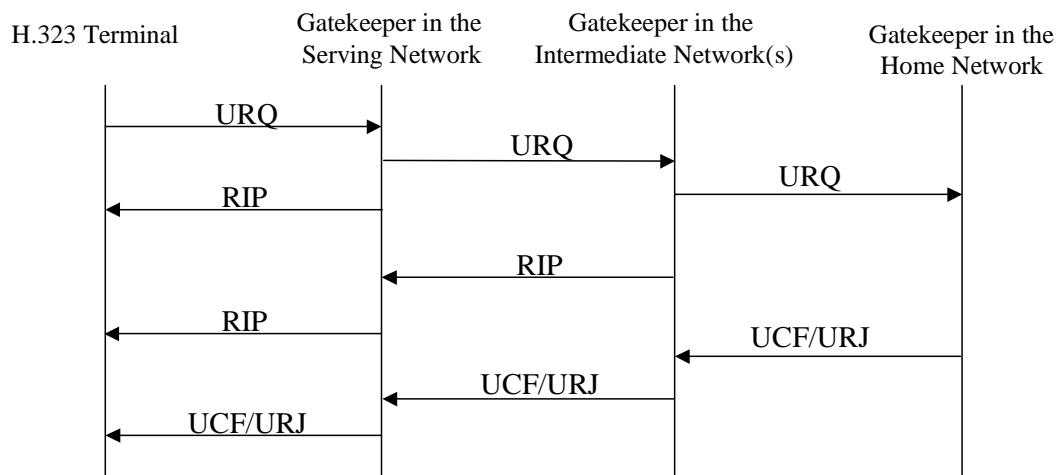 H.323 Terminal
Gatekeeper in the
Serving Network
Gatekeeper in the
Intermediate Network(s)
Gatekeeper in the
Home Network
URQ
URQ
URQ
RIP
RIP
RIP
UCF/URJ
UCF/URJ
UCF/URJ